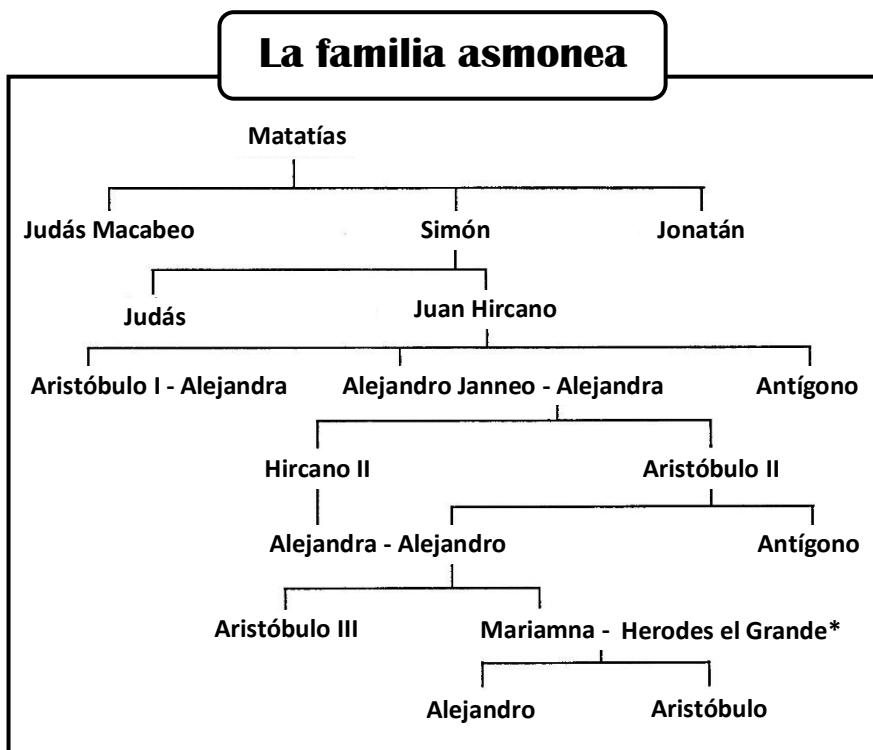 La familia asmonea
Matatías
Judás Macabeo Simón Jonatán
Judás Juan Hircano
Aristóbulo I - Alejandra Alejandro Janneo - Alejandra Antígono
Hircano II Aristóbulo II
Alejandra - Alejandro Antígono
Aristóbulo III Mariamna - Herodes el Grande*
Alejandro Aristóbulo